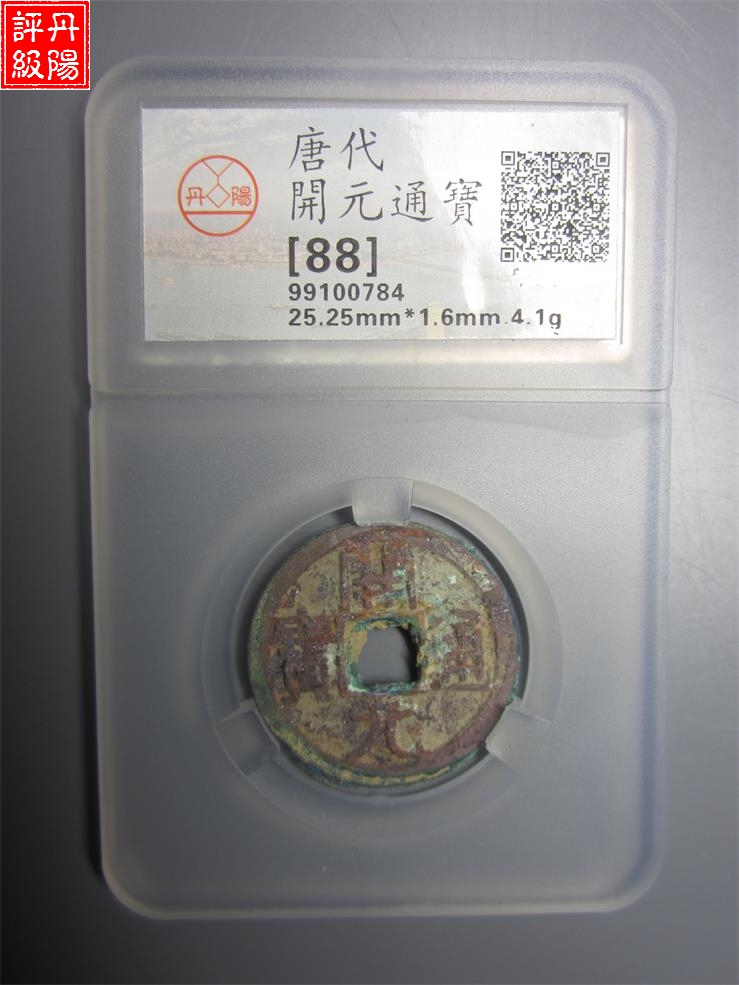 丹陽
評級
唐代
開元通寶
[88]
99100784
25.25mm*1.6mm 4.1g
丹陽
開元通寶